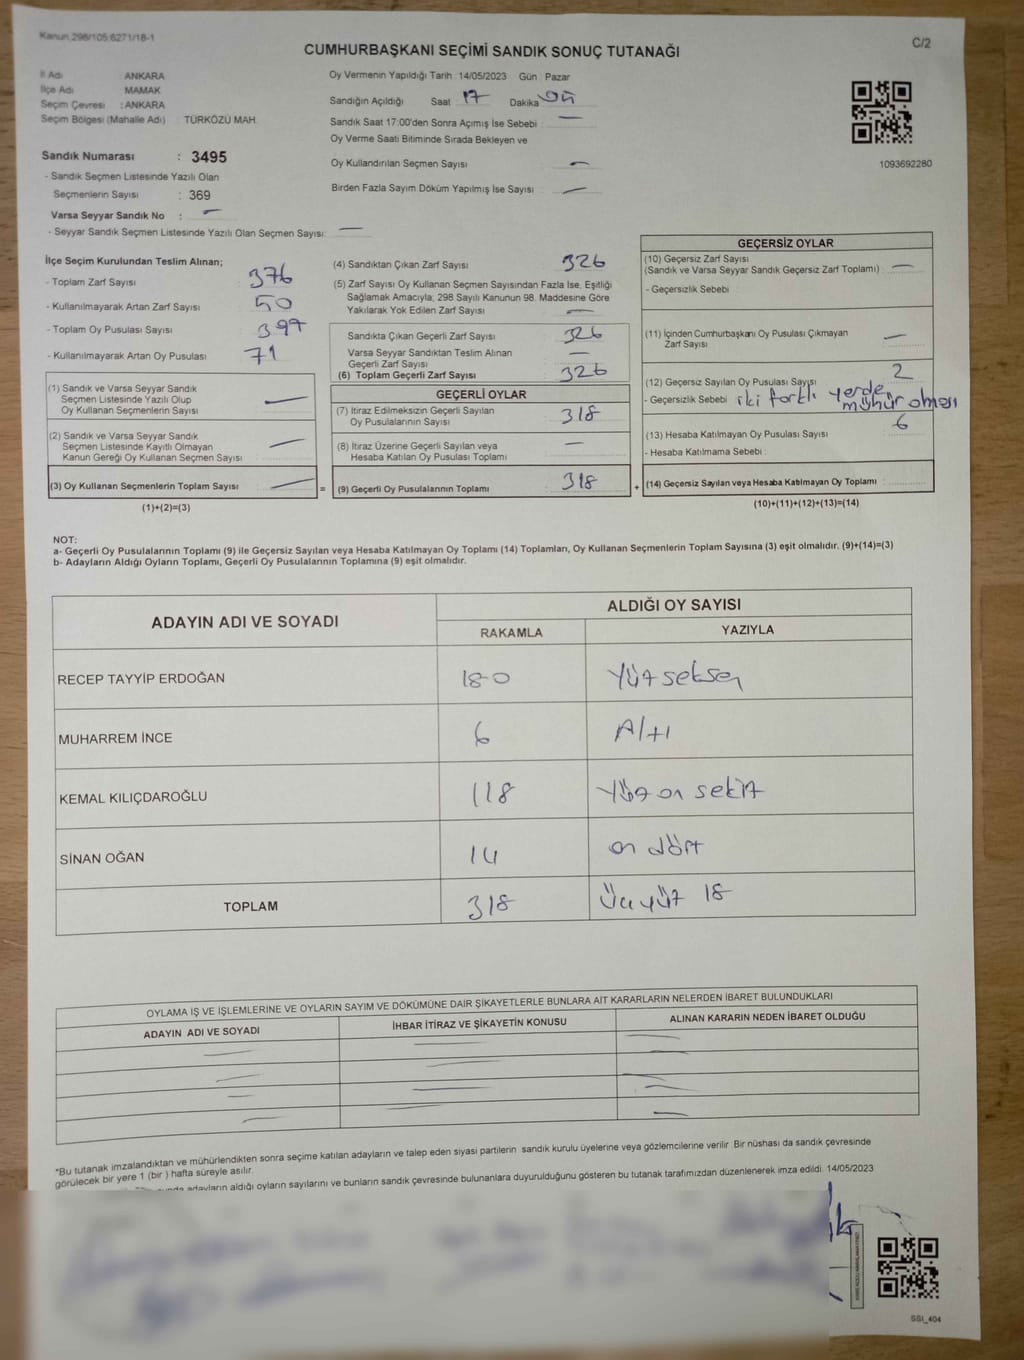 Kanun:298/105:6271/18-1
C/2
CUMHURBAŞKANI SEÇİMİ SANDIK SONUÇ TUTANAĞI
İl Adı ANKARA
İlçe Adı MAMAK
Seçim Çevresi : ANKARA
Seçim Bölgesi (Mahalle Adı) TÜRKÖZÜ MAH.
Sandık Numarası : 3495
- Sandık Seçmen Listesinde Yazılı Olan
Seçmenlerin Sayısı : 369
Varsa Seyyar Sandık No : —
- Seyyar Sandık Seçmen Listesinde Yazılı Olan Seçmen Sayısı: —
Oy Vermenin Yapıldığı Tarih : 14/05/2023 Gün : Pazar
Sandığın Açıldığı Saat 17 Dakika
Sandık Saat 17:00'den Sonra Açımış İse Sebebi : —
Oy Verme Saati Bitiminde Sırada Bekleyen ve
Oy Kullandırılan Seçmen Sayısı —
Birden Fazla Sayım Döküm Yapılmış İse Sayısı —
1093692280
İlçe Seçim Kurulundan Teslim Alınan;
- Toplam Zarf Sayısı 376
- Kullanılmayarak Artan Zarf Sayısı 50
- Toplam Oy Pusulası Sayısı 397
- Kullanılmayarak Artan Oy Pusulası 71
(1) Sandık ve Varsa Seyyar Sandık
Seçmen Listesinde Yazılı Olup
Oy Kullanan Seçmenlerin Sayısı —
(2) Sandık ve Varsa Seyyar Sandık
Seçmen Listesinde Kayıtlı Olmayan
Kanun Gereği Oy Kullanan Seçmen Sayısı —
(3) Oy Kullanan Seçmenlerin Toplam Sayısı — =
(1)+(2)=(3)
(4) Sandıktan Çıkan Zarf Sayısı 326
(5) Zarf Sayısı Oy Kullanan Seçmen Sayısından Fazla İse, Eşitliği
Sağlamak Amacıyla, 298 Sayılı Kanunun 98. Maddesine Göre
Yakılarak Yok Edilen Zarf Sayısı —
Sandıkta Çıkan Geçerli Zarf Sayısı 326
Varsa Seyyar Sandıktan Teslim Alınan —
Geçerli Zarf Sayısı
(6) Toplam Geçerli Zarf Sayısı 326
GEÇERLİ OYLAR
(7) İtiraz Edilmeksizin Geçerli Sayılan
Oy Pusulalarının Sayısı 318
(8) İtiraz Üzerine Geçerli Sayılan veya
Hesaba Katılan Oy Pusulası Toplamı —
(9) Geçerli Oy Pusulalarının Toplamı 318 +
GEÇERSİZ OYLAR
(10) Geçersiz Zarf Sayısı
(Sandık ve Varsa Seyyar Sandık Geçersiz Zarf Toplamı) —
- Geçersizlik Sebebi
(11) İçinden Cumhurbaşkanı Oy Pusulası Çıkmayan
Zarf Sayısı —
(12) Geçersiz Sayılan Oy Pusulası Sayısı 2
- Geçersizlik Sebebi iki farklı yerde
mühür olması
(13) Hesaba Katılmayan Oy Pusulası Sayısı 6
- Hesaba Katılmama Sebebi :
(14) Geçersiz Sayılan veya Hesaba Katılmayan Oy Toplamı :
(10)+(11)+(12)+(13)=(14)
NOT:
a- Geçerli Oy Pusulalarının Toplamı (9) ile Geçersiz Sayılan veya Hesaba Katılmayan Oy Toplamı (14) Toplamları, Oy Kullanan Seçmenlerin Toplam Sayısına (3) eşit olmalıdır. (9)+(14)=(3)
b- Adayların Aldığı Oyların Toplamı, Geçerli Oy Pusulalarının Toplamına (9) eşit olmalıdır.
ADAYIN ADI VE SOYADI
ALDIĞI OY SAYISI
RAKAMLA YAZIYLA
RECEP TAYYİP ERDOĞAN 180 Yüz seksen
MUHARREM İNCE 6 Altı
KEMAL KILIÇDAROĞLU 118 Yüz on sekiz
SİNAN OĞAN 14 on dört
TOPLAM 318 Üçyüz 18
OYLAMA İŞ VE İŞLEMLERİNE VE OYLARIN SAYIM VE DÖKÜMÜNE DAİR ŞİKAYETLERLE BUNLARA AİT KARARLARIN NELERDEN İBARET BULUNDUKLARI
ADAYIN ADI VE SOYADI İHBAR İTİRAZ VE ŞİKAYETİN KONUSU ALINAN KARARIN NEDEN İBARET OLDUĞU
*Bu tutanak imzalandıktan ve mühürlendikten sonra seçime katılan adayların ve talep eden siyasi partilerin sandık kurulu üyelerine veya gözlemcilerine verilir. Bir nüshası da sandık çevresinde
görülecek bir yere 1 (bir ) hafta süreyle asılır.
adayların aldığı oyların sayılarını ve bunların sandık çevresinde bulunanlara duyurulduğunu gösteren bu tutanak tarafımızdan düzenlenerek imza edildi. 14/05/2023
SSI_404